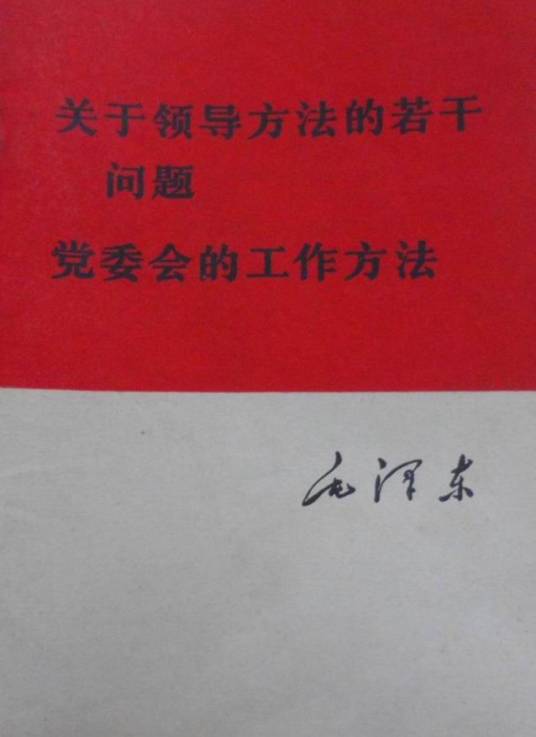 关于领导方法的若干
问题
党委会的工作方法
毛泽东